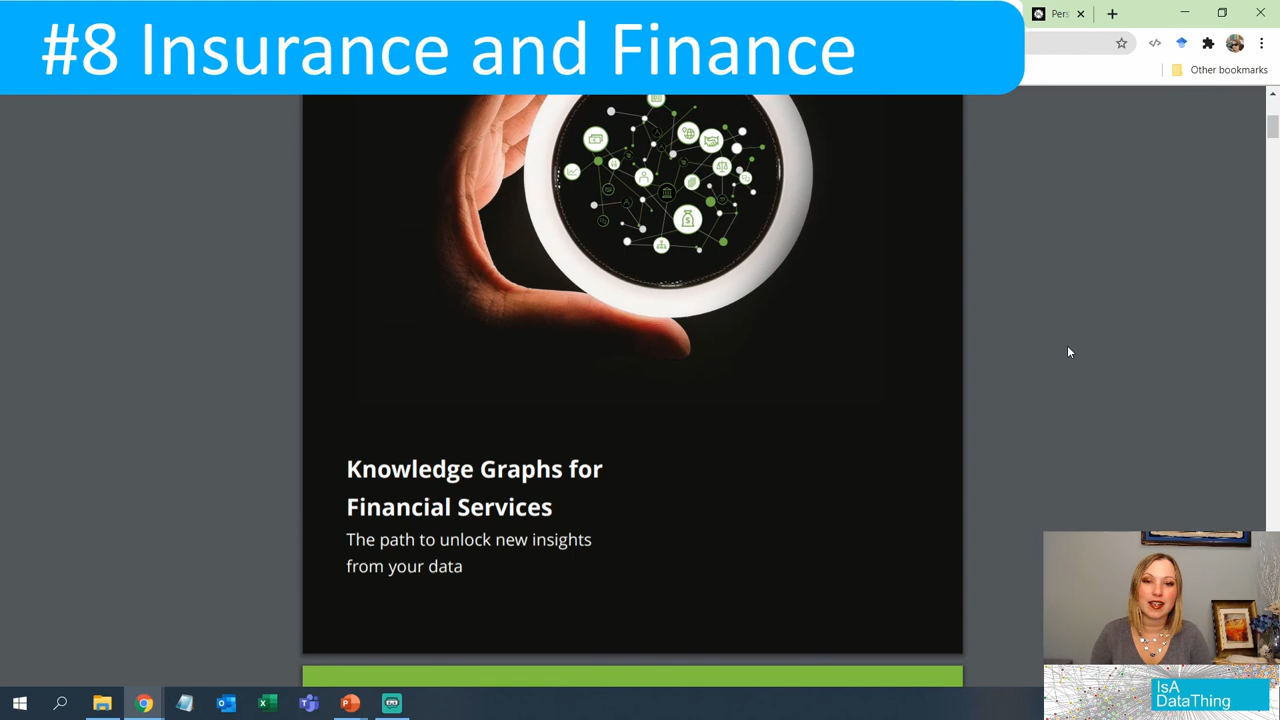 #8 Insurance and Finance
Pers
Other bookmarks
Knowledge Graphs for
Financial Services
The path to unlock new insights
from your data
IsA
DataThing